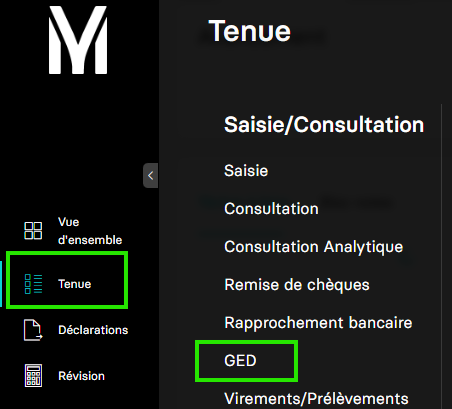 Tenue
Saisie/Consultation
Saisie
Consultation
Consultation Analytique
Remise de chèques
Rapprochement bancaire
GED
Virements/Prélèvements
Vue
d'ensemble
Tenue
Déclarations
Révision